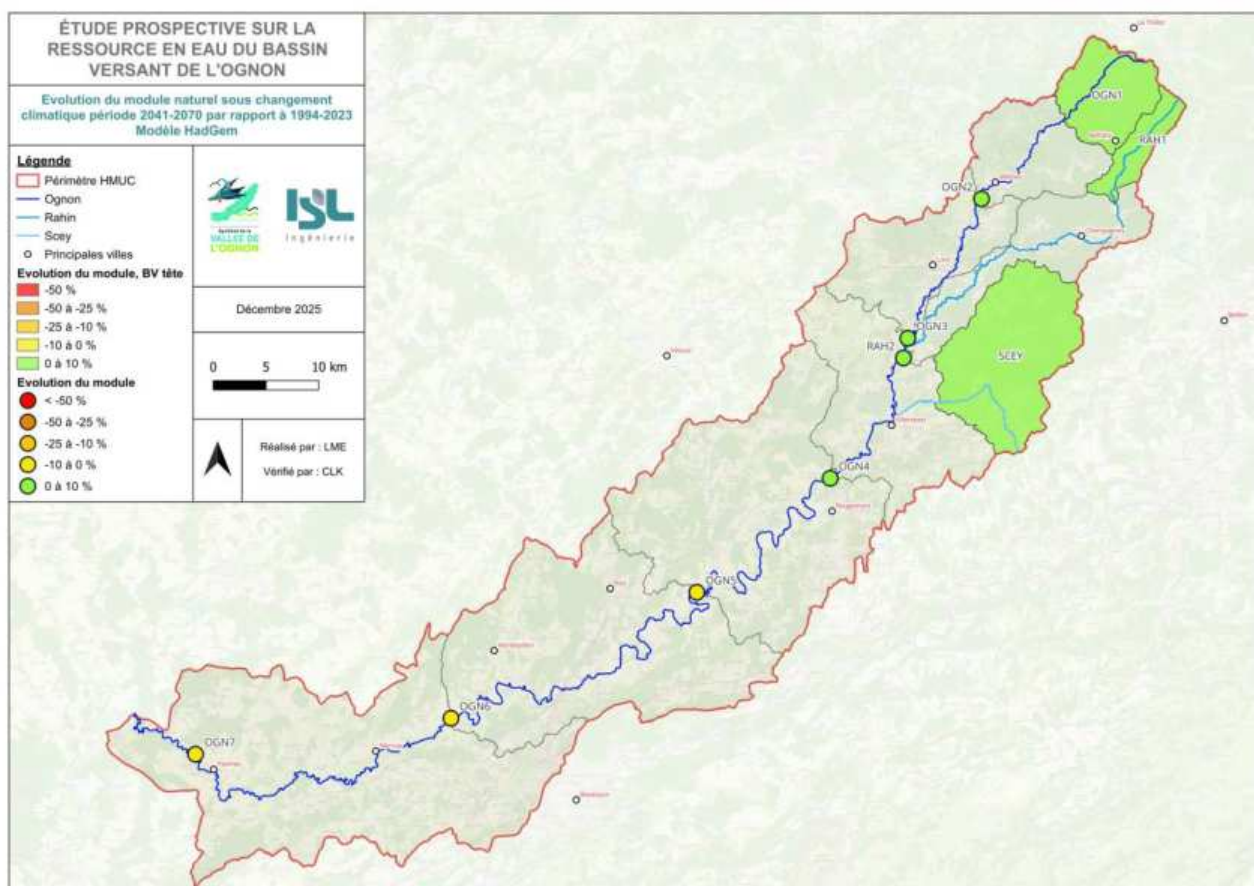 ÉTUDE PROSPECTIVE SUR LA
RESSOURCE EN EAU DU BASSIN
VERSANT DE L'OGNON
Evolution du module naturel sous changement
climatique période 2041-2070 par rapport à 1994-2023
Modèle HadGem
Légende
Périmètre HMUC
Ognon
Rahin
Scey
Principales villes
Evolution du module, BV tête
-50 %
-50 à -25 %
-25 à -10 %
-10 à 0 %
0 à 10 %
Evolution du module
< -50 %
-50 à -25 %
-25 à -10 %
-10 à 0 %
0 à 10 %
VALLÉE DE
L'OGNON
ISL
Ingénierie
Décembre 2025
0 5 10 km
Réalisé par : LME
Vérifié par : CLK
OGN1
RAH1
OGN2
OGN3
RAH2
SCEY
OGN4
OGN5
OGN6
OGN7